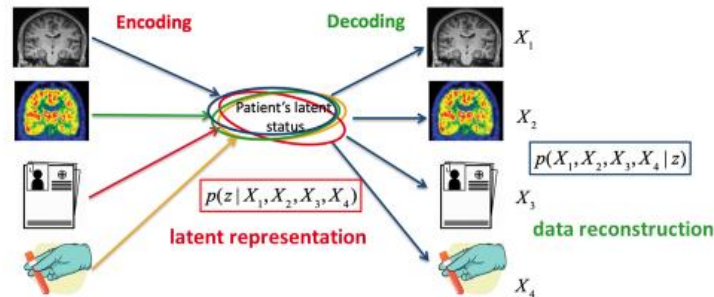 Encoding
Decoding
X₁
Patient's latent
status
X₂
p(X₁,X₂,X₃,X₄|z)
p(z|X₁,X₂,X₃,X₄)
X₃
latent representation
data reconstruction
X₄